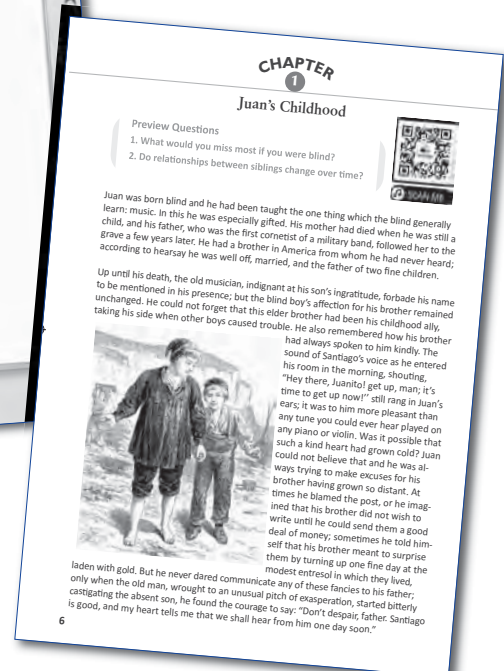 CHAPTER
1
Juan's Childhood
Preview Questions
1. What would you miss most if you were blind?
2. Do relationships between siblings change over time?
SCAN ME
Juan was born blind and he had been taught the one thing which the blind generally
learn: music. In this he was especially gifted. His mother had died when he was still a
child, and his father, who was the first cornetist of a military band, followed her to the
grave a few years later. He had a brother in America from whom he had never heard;
according to hearsay he was well off, married, and the father of two fine children.
Up until his death, the old musician, indignant at his son's ingratitude, forbade his name
to be mentioned in his presence; but the blind boy's affection for his brother remained
unchanged. He could not forget that this elder brother had been his childhood ally,
taking his side when other boys caused trouble. He also remembered how his brother
had always spoken to him kindly. The
sound of Santiago's voice as he entered
his room in the morning, shouting,
"Hey there, Juanito! get up, man; it's
time to get up now!" still rang in Juan's
ears; it was to him more pleasant than
any tune you could ever hear played on
any piano or violin. Was it possible that
such a kind heart had grown cold? Juan
could not believe that and he was al-
ways trying to make excuses for his
brother having grown so distant. At
times he blamed the post, or he imag-
ined that his brother did not wish to
write until he could send them a good
deal of money; sometimes he told him-
self that his brother meant to surprise
them by turning up one fine day at the
modest entresol in which they lived,
laden with gold. But he never dared communicate any of these fancies to his father;
only when the old man, wrought to an unusual pitch of exasperation, started bitterly
castigating the absent son, he found the courage to say: "Don't despair, father. Santiago
is good, and my heart tells me that we shall hear from him one day soon."
6